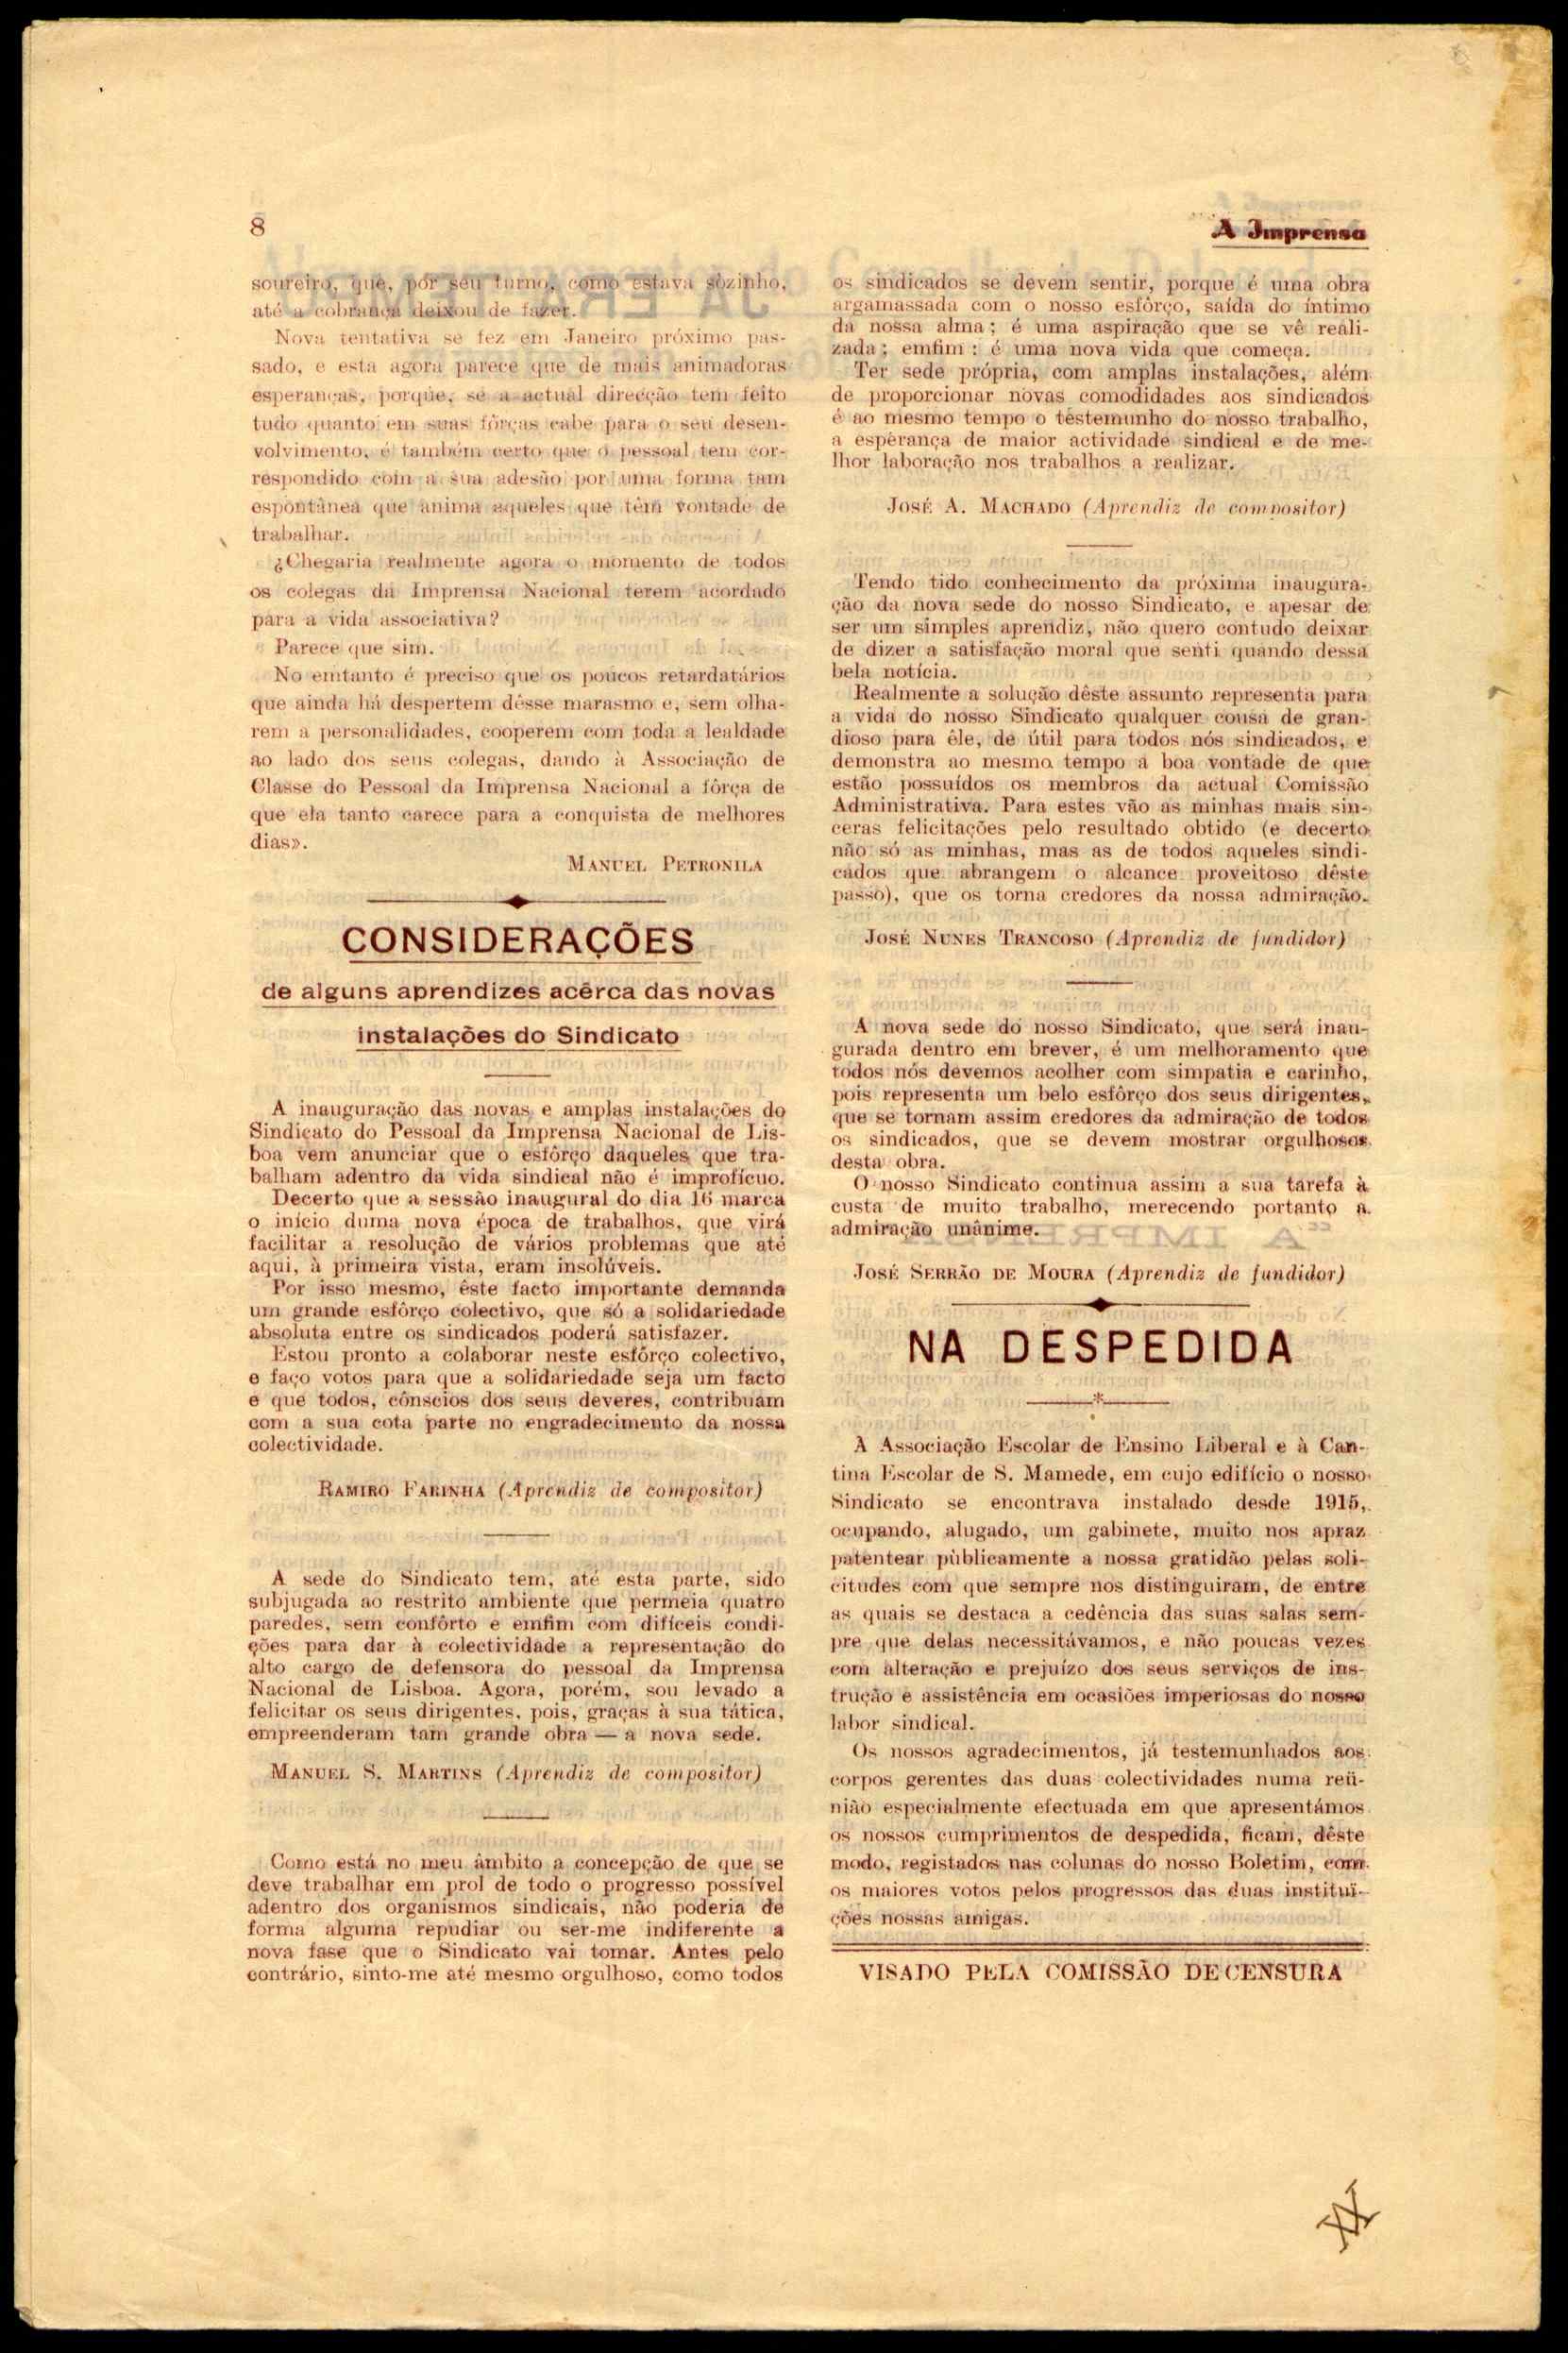 8
A Imprensa
soureiro, que, por seu turno, como estava sòzinho,
até a cobrança deixou de fazer.
Nova tentativa se fez em Janeiro próximo pas-
sado, e esta agora parece que de mais animadoras
esperanças, porque, se a actual direcção tem feito
tudo quanto em suas fôrças cabe para o seu desen-
volvimento, é também certo que o pessoal tem cor-
respondido com a sua adesão por uma forma tam
espontânea que anima aqueles que têm vontade de
trabalhar.
¿Chegaria realmente agora o momento de todos
os colegas da Imprensa Nacional terem acordado
para a vida associativa?
Parece que sim.
No emtanto é preciso que os poucos retardatários
que ainda há despertem dêsse marasmo e, sem olha-
rem a personalidades, cooperem com toda a lealdade
ao lado dos seus colegas, dando à Associação de
Classe do Pessoal da Imprensa Nacional a fôrça de
que ela tanto carece para a conquista de melhores
dias».
MANUEL PETRONILA
CONSIDERAÇÕES
de alguns aprendizes acêrca das novas
instalações do Sindicato
A inauguração das novas e amplas instalações do
Sindicato do Pessoal da Imprensa Nacional de Lis-
boa vem anunciar que o esfôrço daqueles que tra-
balham adentro da vida sindical não é improfícuo.
Decerto que a sessão inaugural do dia 16 marca
o início duma nova época de trabalhos, que virá
facilitar a resolução de vários problemas que até
aqui, à primeira vista, eram insolúveis.
Por isso mesmo, êste facto importante demanda
um grande esfôrço colectivo, que só a solidariedade
absoluta entre os sindicados poderá satisfazer.
Estou pronto a colaborar neste esfôrço colectivo,
e faço votos para que a solidariedade seja um facto
e que todos, cônscios dos seus deveres, contribuam
com a sua cota parte no engradecimento da nossa
colectividade.
RAMIRO FARINHA (Aprendiz de compositor)
A sede do Sindicato tem, até esta parte, sido
subjugada ao restrito ambiente que permeia quatro
paredes, sem confôrto e emfim com difíceis condi-
ções para dar à colectividade a representação do
alto cargo de defensora do pessoal da Imprensa
Nacional de Lisboa. Agora, porém, sou levado a
felicitar os seus dirigentes, pois, graças à sua tática,
empreenderam tam grande obra — a nova sede.
MANUEL S. MARTINS (Aprendiz de compositor)
Como está no meu âmbito a concepção de que se
deve trabalhar em prol de todo o progresso possível
adentro dos organismos sindicais, não poderia de
forma alguma repudiar ou ser-me indiferente a
nova fase que o Sindicato vai tomar. Antes pelo
contrário, sinto-me até mesmo orgulhoso, como todos
os sindicados se devem sentir, porque é uma obra
argamassada com o nosso esfôrço, saída do íntimo
da nossa alma; é uma aspiração que se vê reali-
zada; emfim: é uma nova vida que começa.
Ter sede própria, com amplas instalações, além
de proporcionar novas comodidades aos sindicados
é ao mesmo tempo o testemunho do nosso trabalho,
a esperança de maior actividade sindical e de me-
lhor laboração nos trabalhos a realizar.
JOSÉ A. MACHADO (Aprendiz de compositor)
Tendo tido conhecimento da próxima inaugura-
ção da nova sede do nosso Sindicato, e apesar de
ser um simples aprendiz, não quero contudo deixar
de dizer a satisfação moral que senti quando dessa
bela notícia.
Realmente a solução dêste assunto representa para
a vida do nosso Sindicato qualquer cousa de gran-
dioso para êle, de útil para todos nós sindicados, e
demonstra ao mesmo tempo a boa vontade de que
estão possuídos os membros da actual Comissão
Administrativa. Para estes vão as minhas mais sin-
ceras felicitações pelo resultado obtido (e decerto
não só as minhas, mas as de todos aqueles sindi-
cados que abrangem o alcance proveitoso dêste
passo), que os torna credores da nossa admiração.
JOSÉ NUNES TRANCOSO (Aprendiz de fundidor)
A nova sede do nosso Sindicato, que será inau-
gurada dentro em brever, é um melhoramento que
todos nós devemos acolher com simpatia e carinho,
pois representa um belo esfôrço dos seus dirigentes,
que se tornam assim credores da admiração de todos
os sindicados, que se devem mostrar orgulhosos
desta obra.
O nosso Sindicato continua assim a sua tarefa à
custa de muito trabalho, merecendo portanto a
admiração unânime.
JOSÉ SERRÃO DE MOURA (Aprendiz de fundidor)
NA DESPEDIDA
À Associação Escolar de Ensino Liberal e à Can-
tina Escolar de S. Mamede, em cujo edifício o nosso
Sindicato se encontrava instalado desde 1915,
ocupando, alugado, um gabinete, muito nos apraz
patentear pùblicamente a nossa gratidão pelas soli-
citudes com que sempre nos distinguiram, de entre
as quais se destaca a cedência das suas salas sem-
pre que delas necessitávamos, e não poucas vezes
com alteração e prejuízo dos seus serviços de ins-
trução e assistência em ocasiões imperiosas do nosso
labor sindical.
Os nossos agradecimentos, já testemunhados aos
corpos gerentes das duas colectividades numa reü-
nião especialmente efectuada em que apresentámos
os nossos cumprimentos de despedida, ficam, dêste
modo, registados nas colunas do nosso Boletim, com
os maiores votos pelos progressos das duas institui-
ções nossas amigas.
VISADO PELA COMISSÃO DE CENSURA